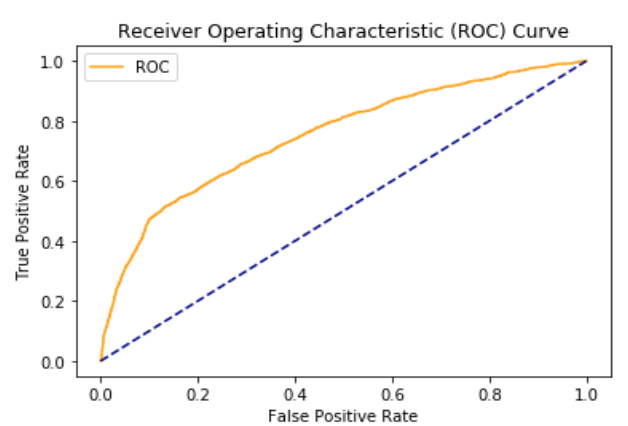 Receiver Operating Characteristic (ROC) Curve
ROC
1.0
0.8
0.6
0.4
0.2
0.0
True Positive Rate
0.0 0.2 0.4 0.6 0.8 1.0
False Positive Rate